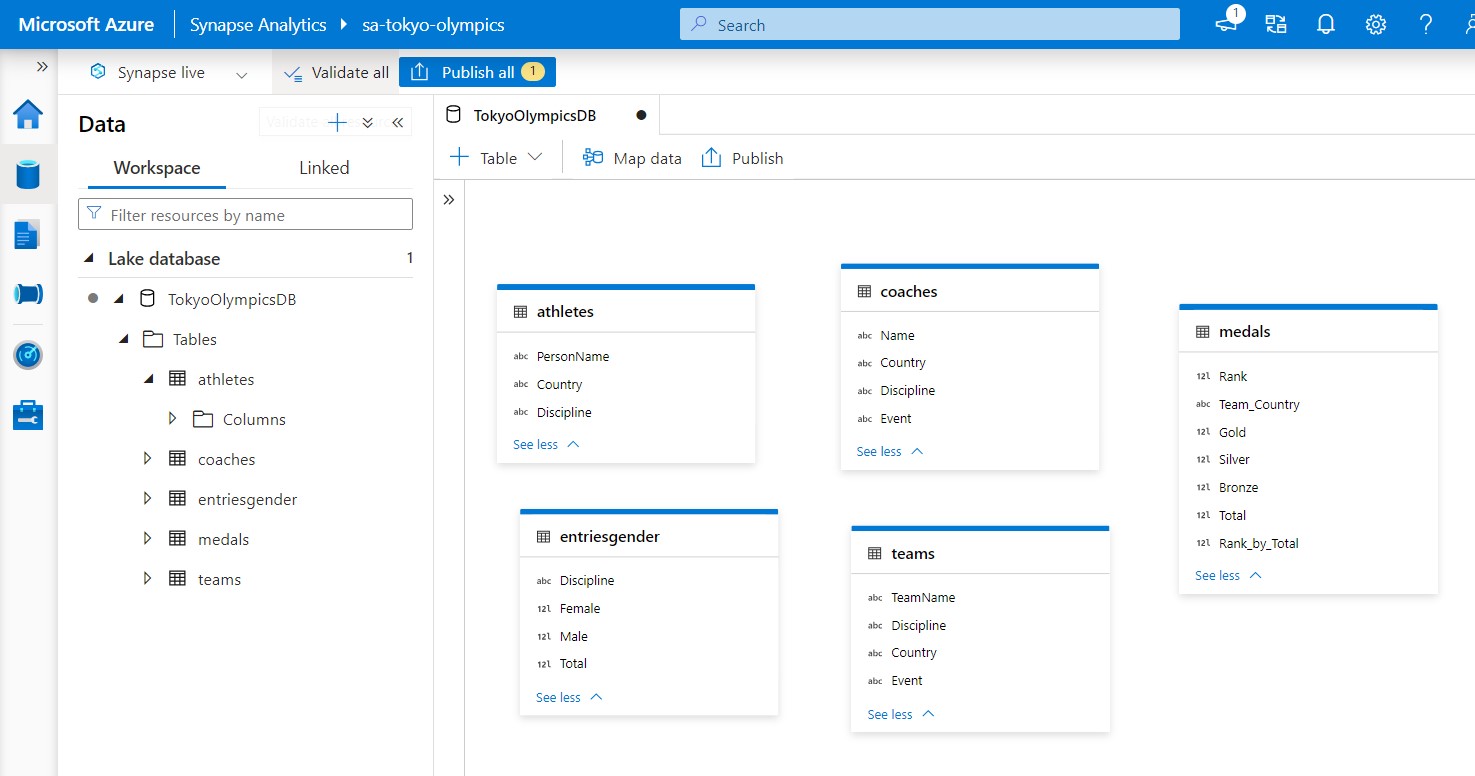 Microsoft Azure | Synapse Analytics ▸ sa-tokyo-olympics
Search
1
Synapse live
Validate all
Publish all 1
Data
Workspace
Linked
Filter resources by name
Lake database 1
TokyoOlympicsDB
Tables
athletes
Columns
coaches
entriesgender
medals
teams
TokyoOlympicsDB
Table
Map data
Publish
athletes
abc PersonName
abc Country
abc Discipline
See less
coaches
abc Name
abc Country
abc Discipline
abc Event
See less
medals
12l Rank
abc Team_Country
12l Gold
12l Silver
12l Bronze
12l Total
12l Rank_by_Total
See less
entriesgender
abc Discipline
12l Female
12l Male
12l Total
See less
teams
abc TeamName
abc Discipline
abc Country
abc Event
See less